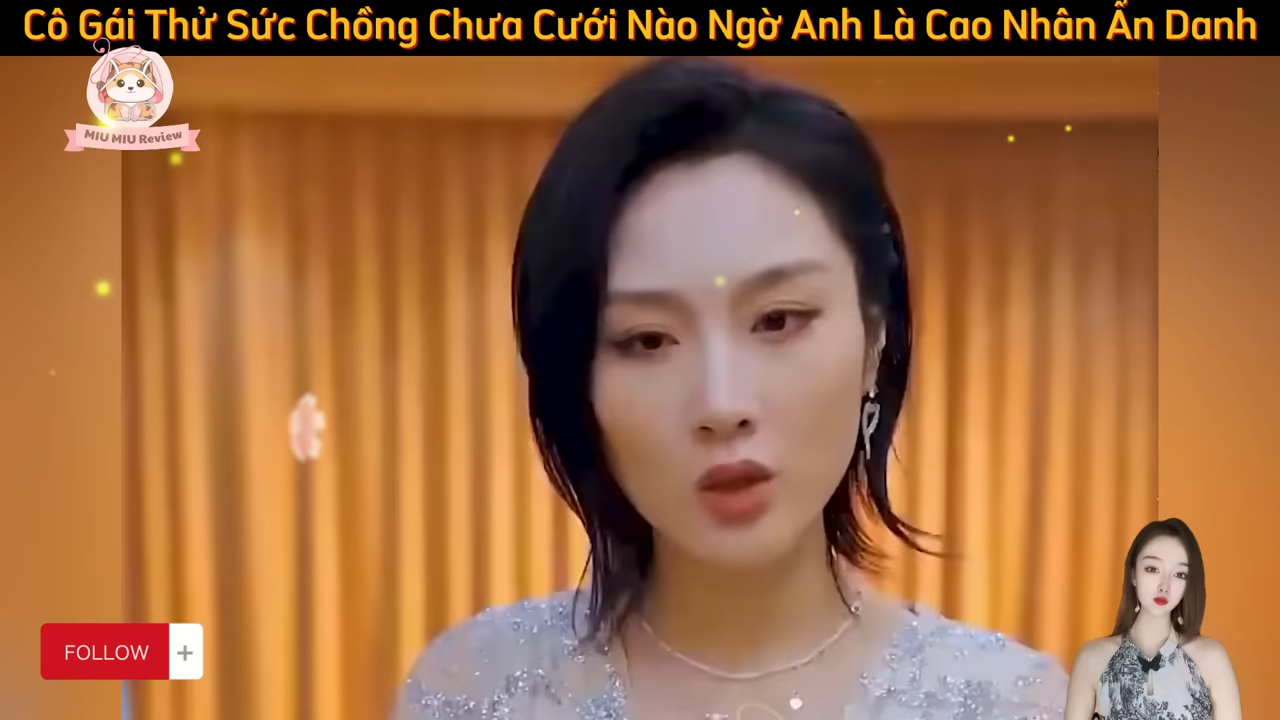 Cô Gái Thử Sức Chồng Chưa Cưới Nào Ngờ Anh Là Cao Nhân Ẩn Danh
MIU MIU Review
FOLLOW +